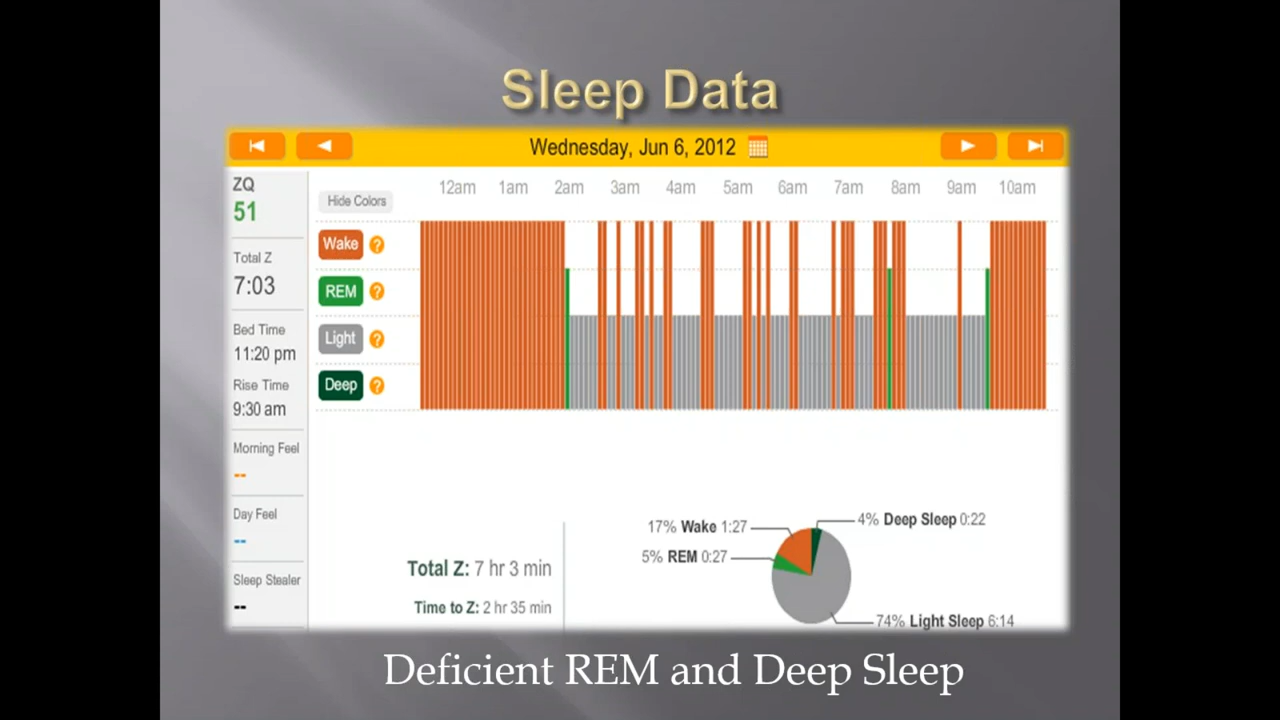 Sleep Data
Wednesday, Jun 6, 2012
ZQ
51
Total Z
7:03
Bed Time
11:20 pm
Rise Time
9:30 am
Morning Feel
--
Day Feel
--
Sleep Stealer
--
12am 1am 2am 3am 4am 5am 6am 7am 8am 9am 10am
Hide Colors
Wake ?
REM ?
Light ?
Deep ?
Total Z: 7 hr 3 min
Time to Z: 2 hr 35 min
17% Wake 1:27
4% Deep Sleep 0:22
5% REM 0:27
74% Light Sleep 6:14
Deficient REM and Deep Sleep